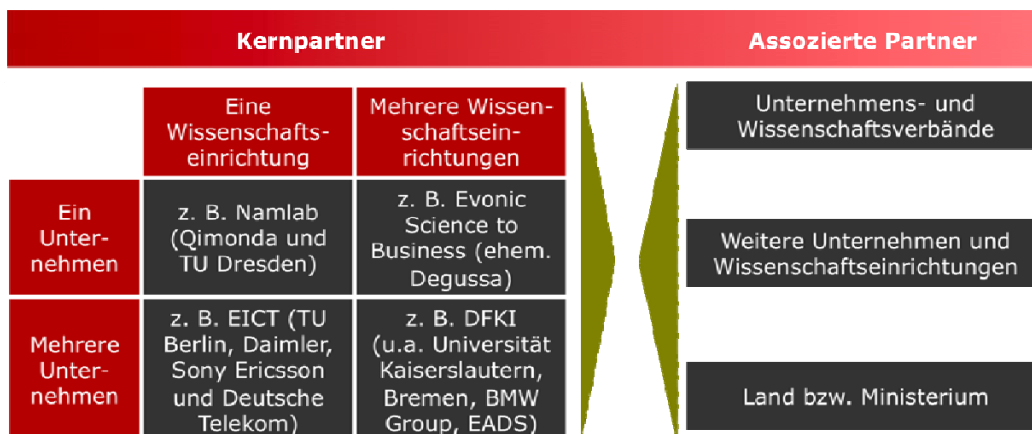 Kernpartner
Assozierte Partner
Eine
Wissenschafts-
einrichtung
Mehrere Wissen-
schaftsein-
richtungen
Ein
Unter-
nehmen
z. B. Namlab
(Qimonda und
TU Dresden)
z. B. Evonic
Science to
Business (ehem.
Degussa)
Mehrere
Unter-
nehmen
z. B. EICT (TU
Berlin, Daimler,
Sony Ericsson
und Deutsche
Telekom)
z. B. DFKI
(u.a. Universität
Kaiserslautern,
Bremen, BMW
Group, EADS)
Unternehmens- und
Wissenschaftsverbände
Weitere Unternehmen und
Wissenschaftseinrichtungen
Land bzw. Ministerium